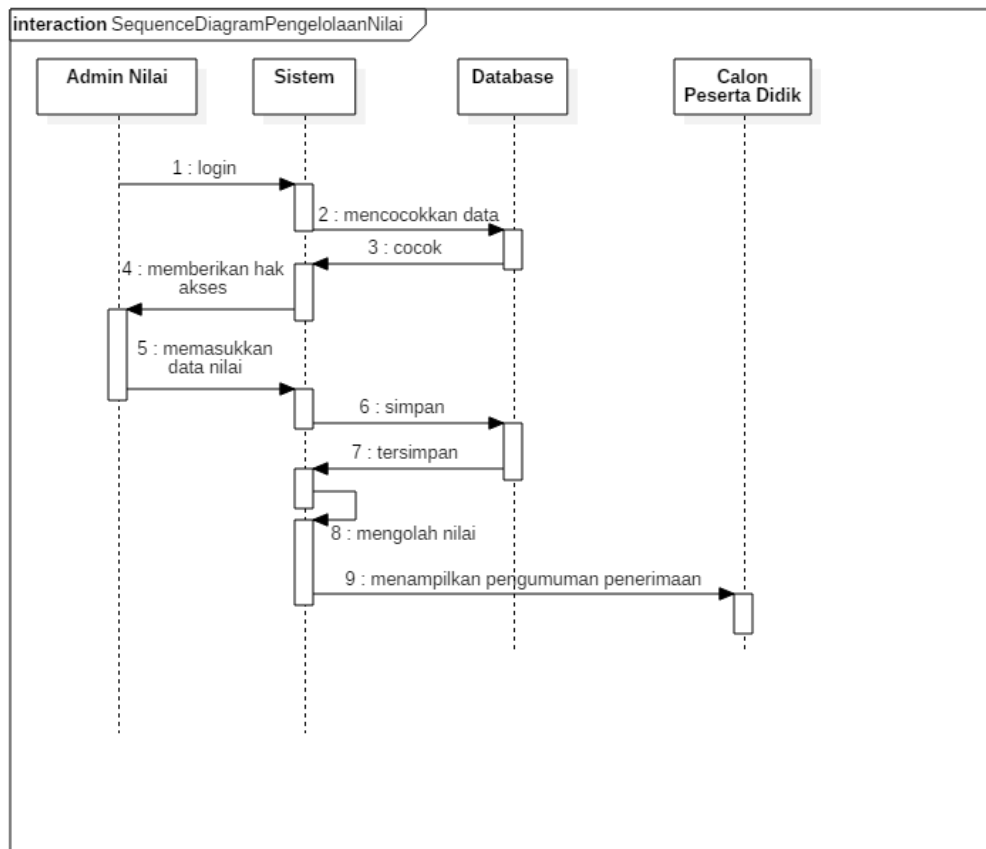 interaction SequenceDiagramPengelolaanNilai
Admin Nilai
Sistem
Database
Calon
Peserta Didik
1 : login
2 : mencocokkan data
3 : cocok
4 : memberikan hak
akses
5 : memasukkan
data nilai
6 : simpan
7 : tersimpan
8 : mengolah nilai
9 : menampilkan pengumuman penerimaan